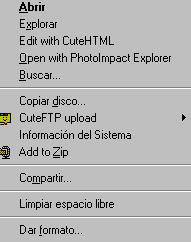 Abrir
Explorar
Edit with CuteHTML
Open with PhotoImpact Explorer
Buscar...
Copiar disco...
CuteFTP upload
Información del Sistema
Add to Zip
Compartir...
Limpiar espacio libre
Dar formato...